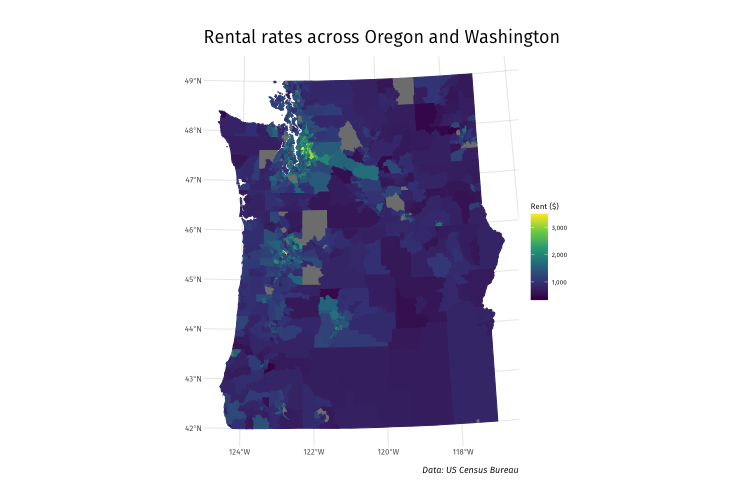 Rental rates across Oregon and Washington
49°N
48°N
47°N
46°N
45°N
44°N
43°N
42°N
124°W
122°W
120°W
118°W
Rent ($)
3,000
2,000
1,000
Data: US Census Bureau